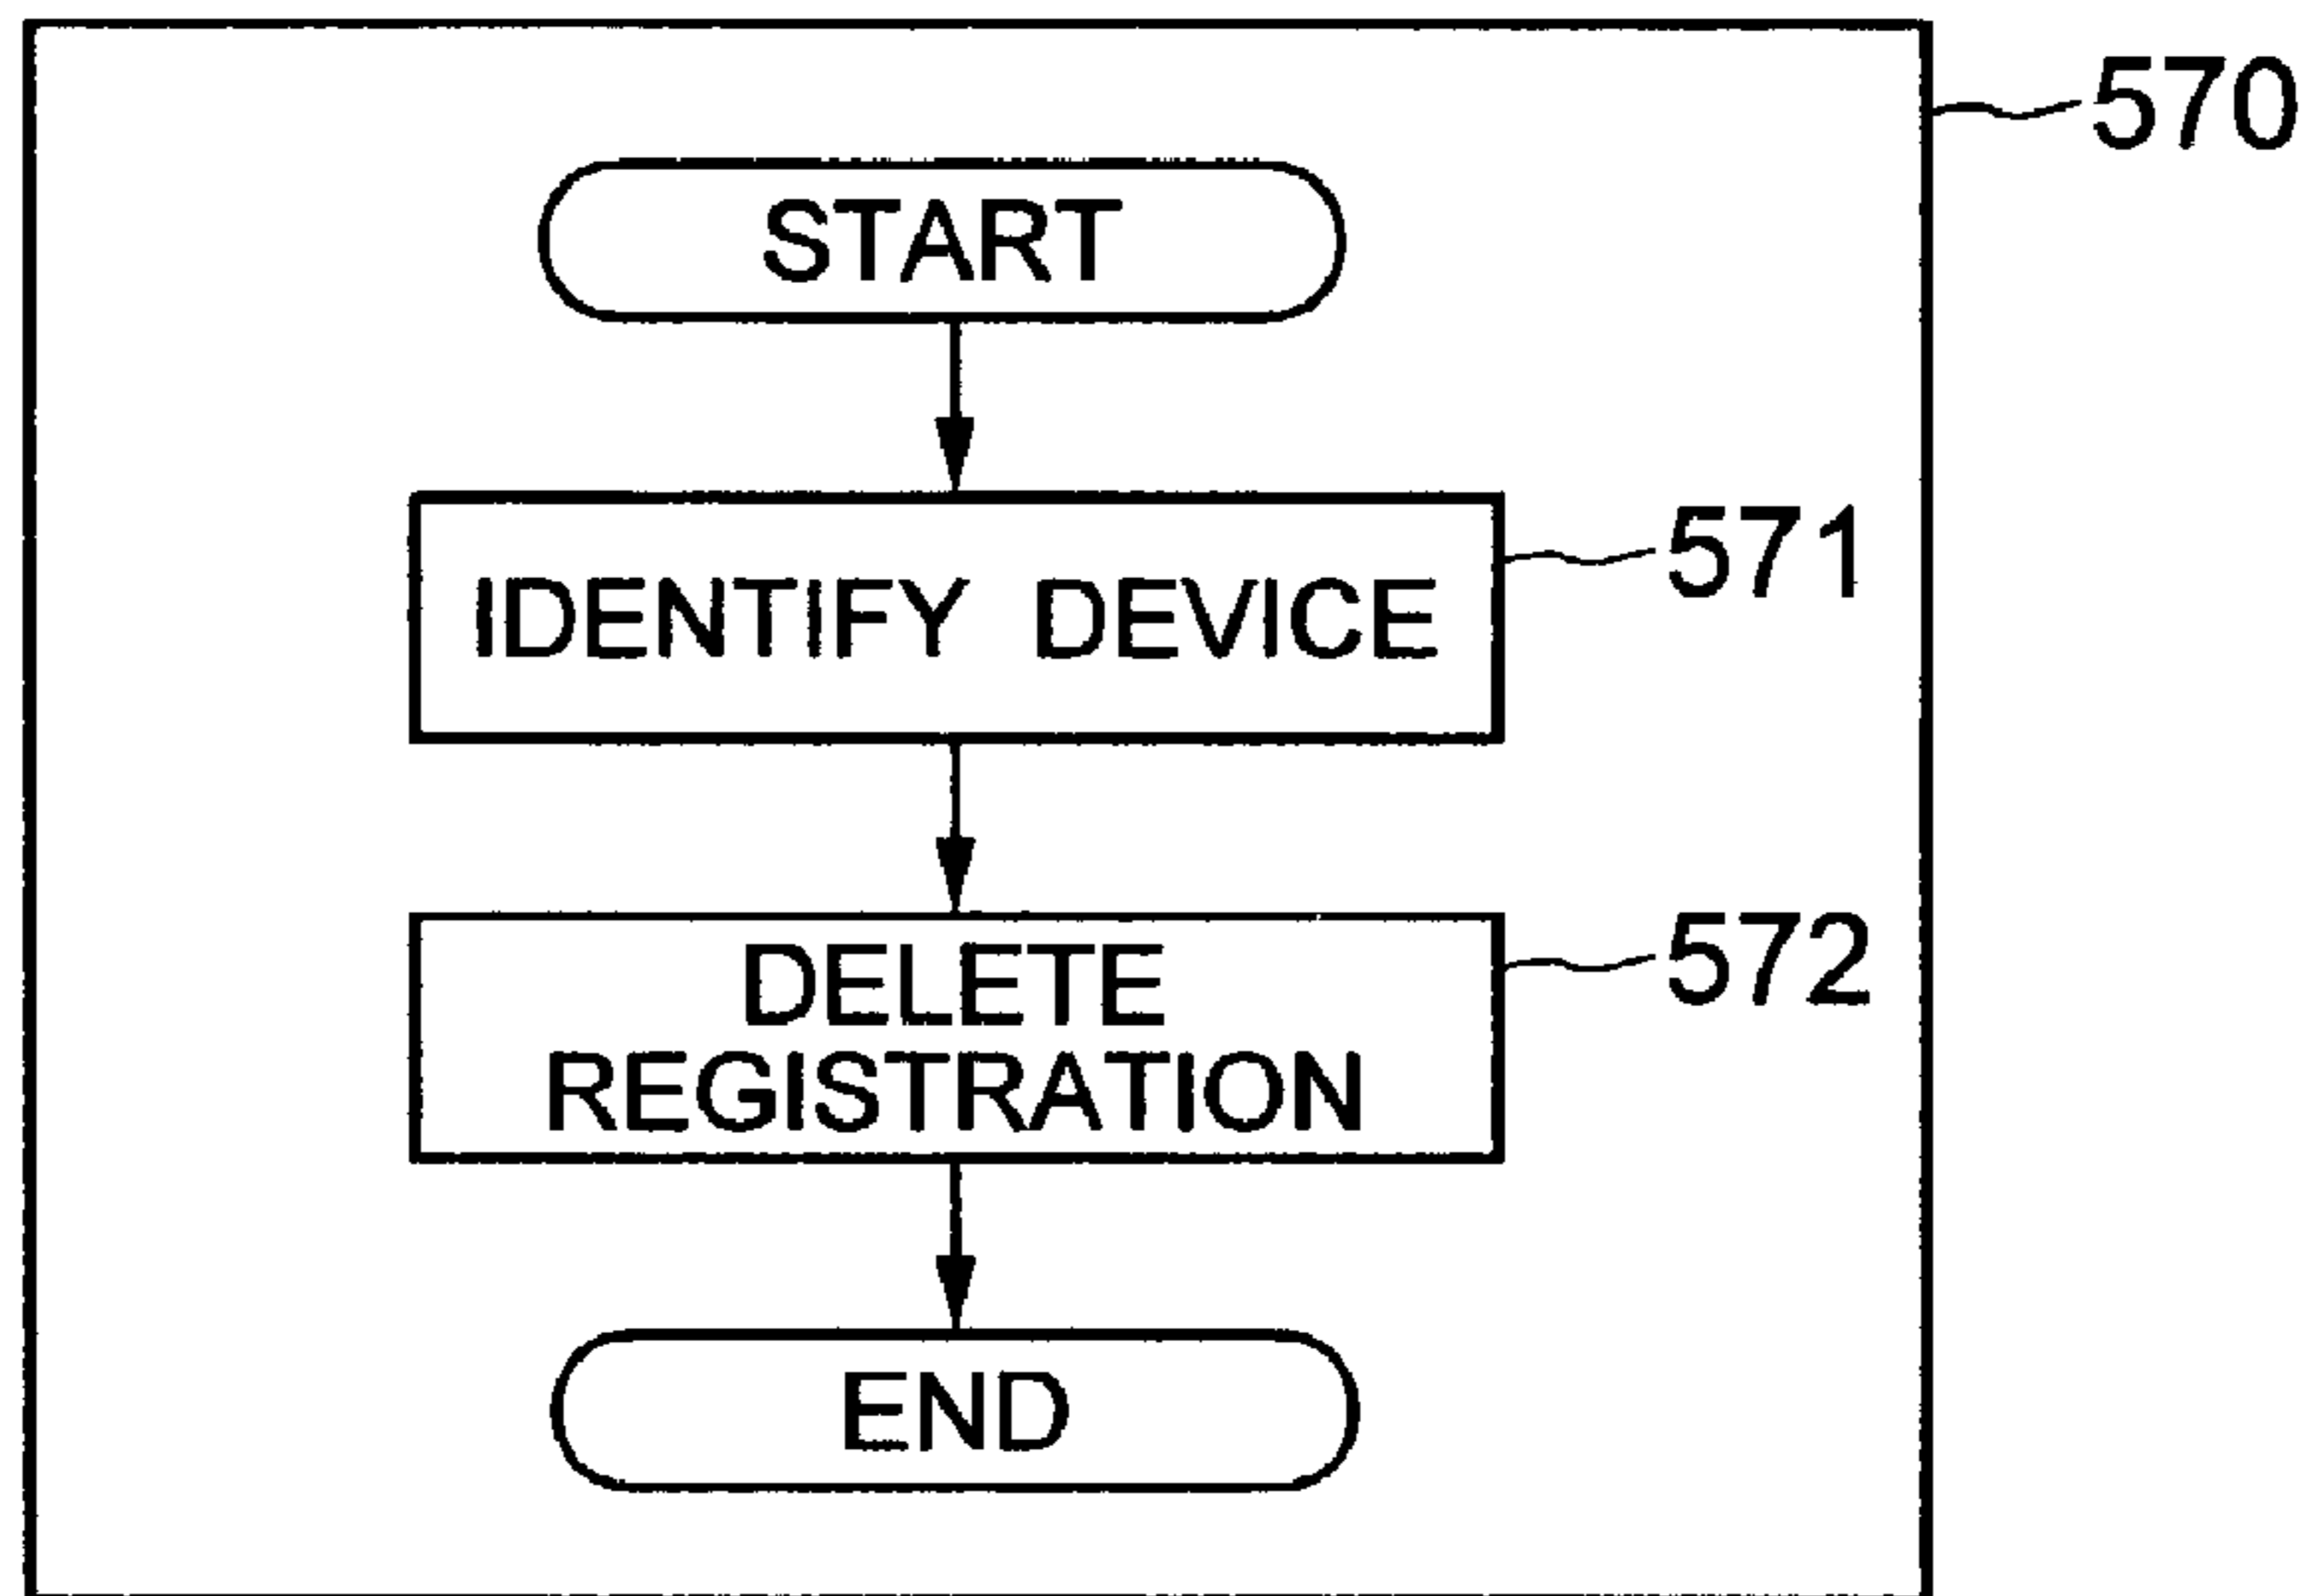 570
START
571
IDENTIFY DEVICE
572
DELETE
REGISTRATION
END